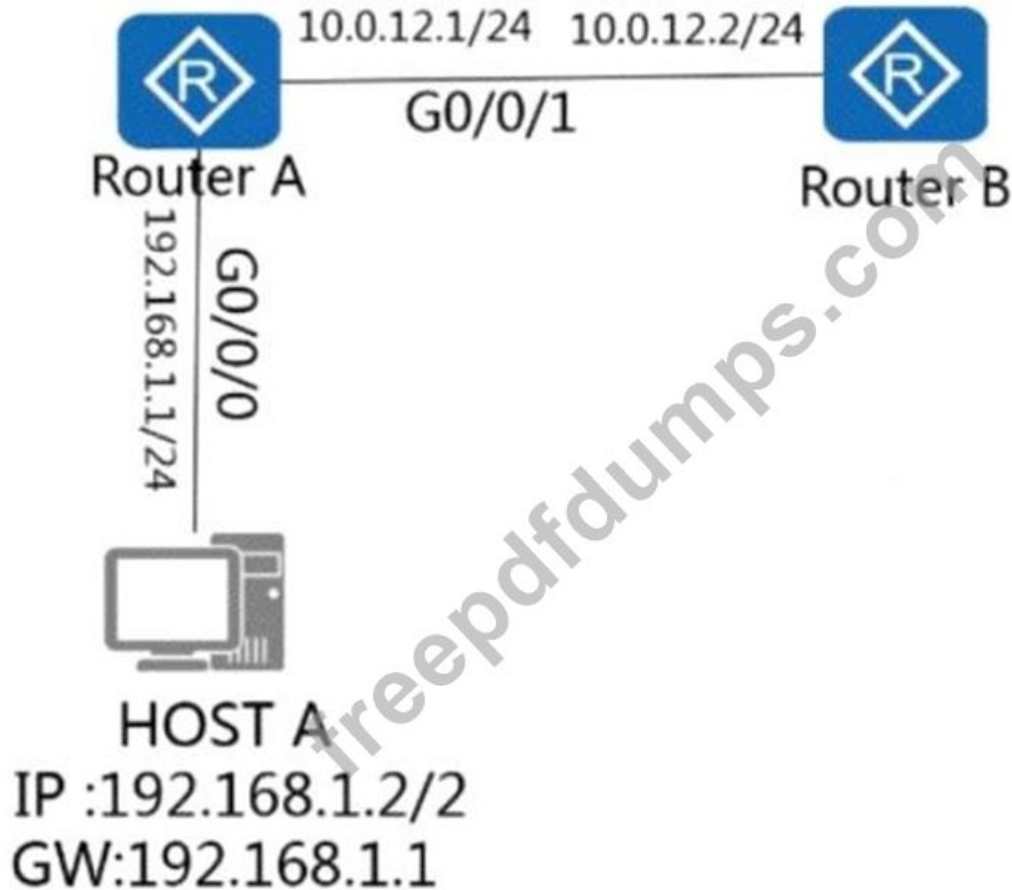 10.0.12.1/24 10.0.12.2/24
R
R
G0/0/1
Router A
Router B
192.168.1.1/24
G0/0/0
freepdfdumps.com
HOST A
IP :192.168.1.2/2
GW:192.168.1.1